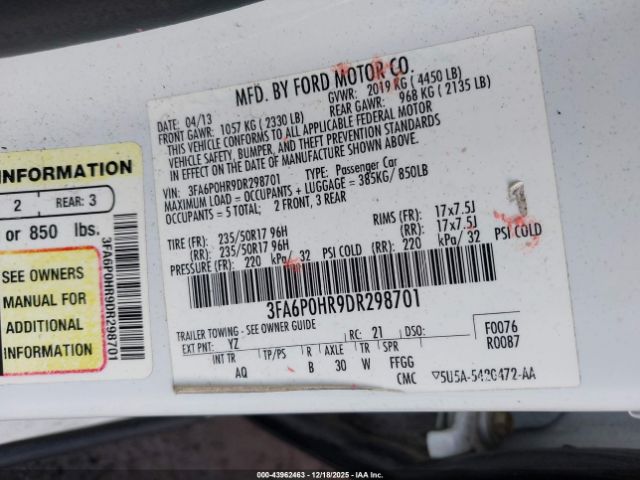 MFD. BY FORD MOTOR CO.
DATE: 04/13
GVWR: 2019 KG ( 4450 LB)
FRONT GAWR: 1057 KG ( 2330 LB)
REAR GAWR: 968 KG ( 2135 LB)
THIS VEHICLE CONFORMS TO ALL APPLICABLE FEDERAL MOTOR
VEHICLE SAFETY, BUMPER, AND THEFT PREVENTION STANDARDS
IN EFFECT ON THE DATE OF MANUFACTURE SHOWN ABOVE.
VIN: 3FA6P0HR9DR298701
TYPE: Passenger Car
MAXIMUM LOAD = OCCUPANTS + LUGGAGE = 385KG/ 850LB
OCCUPANTS = 5 TOTAL; 2 FRONT, 3 REAR
TIRE (FR): 235/50R17 96H
RIMS (FR): 17x7.5J
(RR): 235/50R17 96H
(RR): 17x7.5J
PRESSURE (FR): 220 kPa/ 32 PSI COLD
(RR): 220 kPa/ 32 PSI COLD
3FA6P0HR9DR298701
TRAILER TOWING - SEE OWNER GUIDE
EXT PNT: YZ
RC: 21
DSO:
F0076
R0087
INT TR
TP/PS
R
AXLE
TR
SPR
AQ
B
30
W
FFGG
CMC
5U5A-5420472-AA
INFORMATION
2
REAR: 3
or 850 lbs.
SEE OWNERS
MANUAL FOR
ADDITIONAL
INFORMATION
3FA6P0HR9DR298701
1
000-43962463 - 12/18/2025 - IAA Inc.